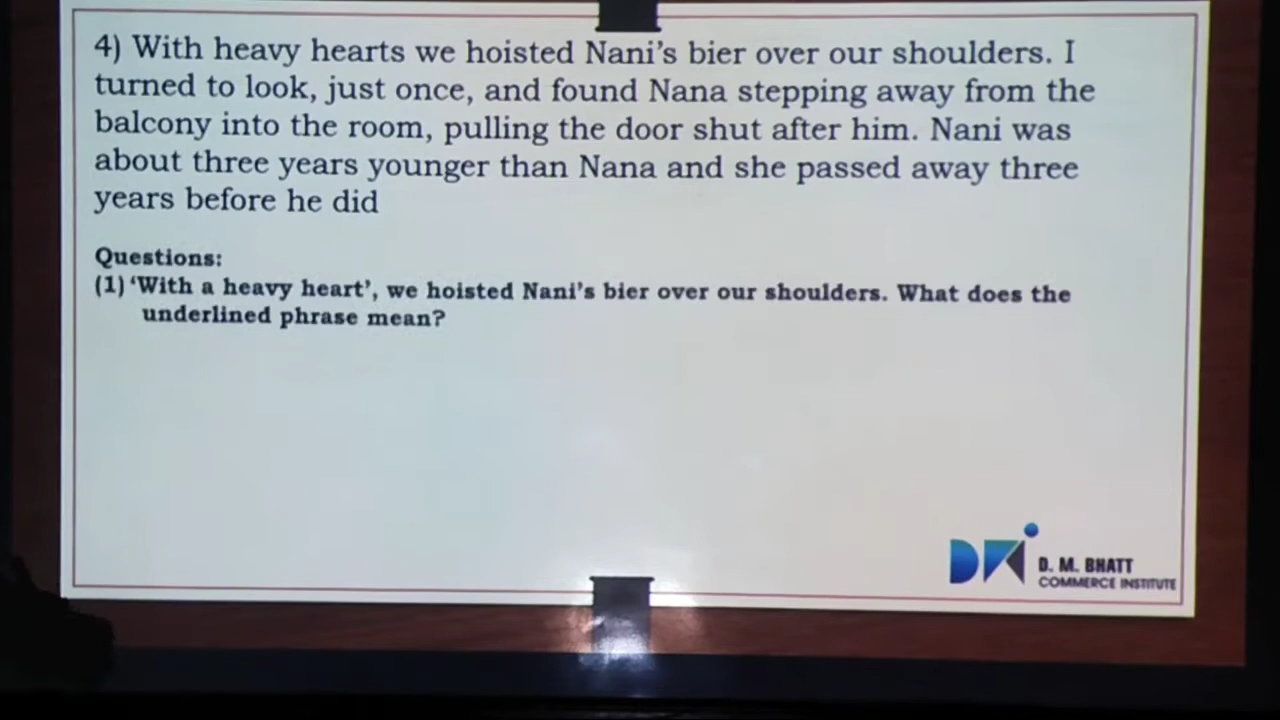 4) With heavy hearts we hoisted Nani's bier over our shoulders. I
turned to look, just once, and found Nana stepping away from the
balcony into the room, pulling the door shut after him. Nani was
about three years younger than Nana and she passed away three
years before he did
Questions:
(1) 'With a heavy heart', we hoisted Nani's bier over our shoulders. What does the
underlined phrase mean?
D. M. BHATT
COMMERCE INSTITUTE